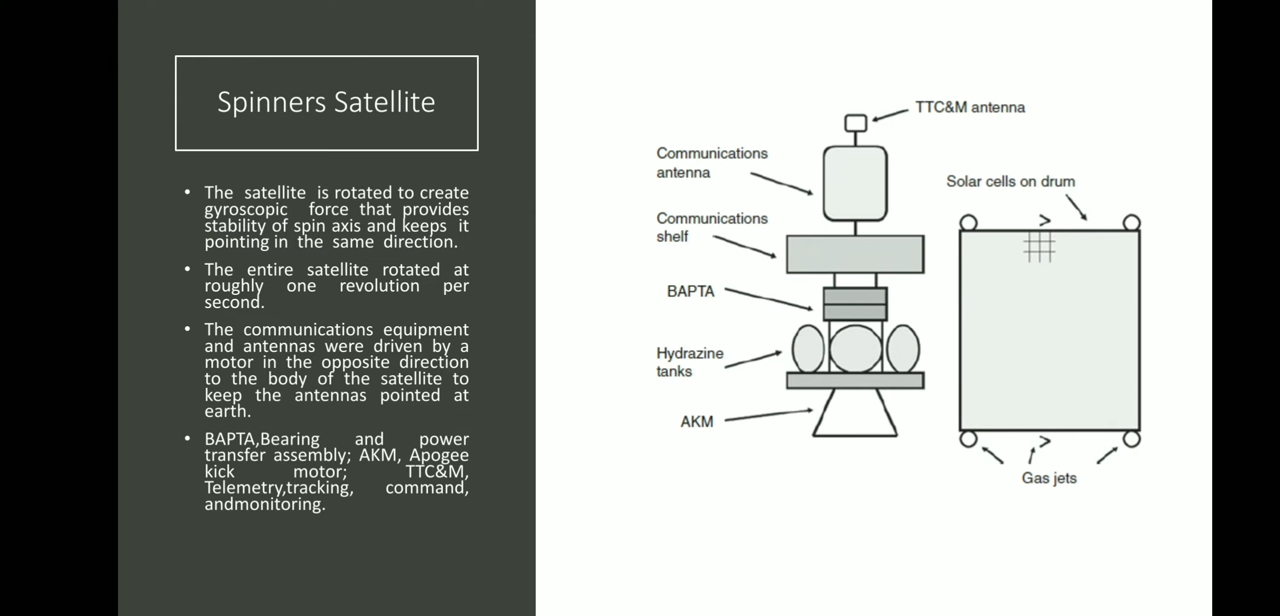 Spinners Satellite
• The satellite is rotated to create
gyroscopic force that provides
stability of spin axis and keeps it
pointing in the same direction.
• The entire satellite rotated at
roughly one revolution per
second.
• The communications equipment
and antennas were driven by a
motor in the opposite direction
to the body of the satellite to
keep the antennas pointed at
earth.
• BAPTA,Bearing and power
transfer assembly; AKM, Apogee
kick motor; TTC&M,
Telemetry,tracking, command,
andmonitoring.
TTC&M antenna
Communications
antenna
Communications
shelf
BAPTA
Hydrazine
tanks
AKM
Solar cells on drum
Gas jets